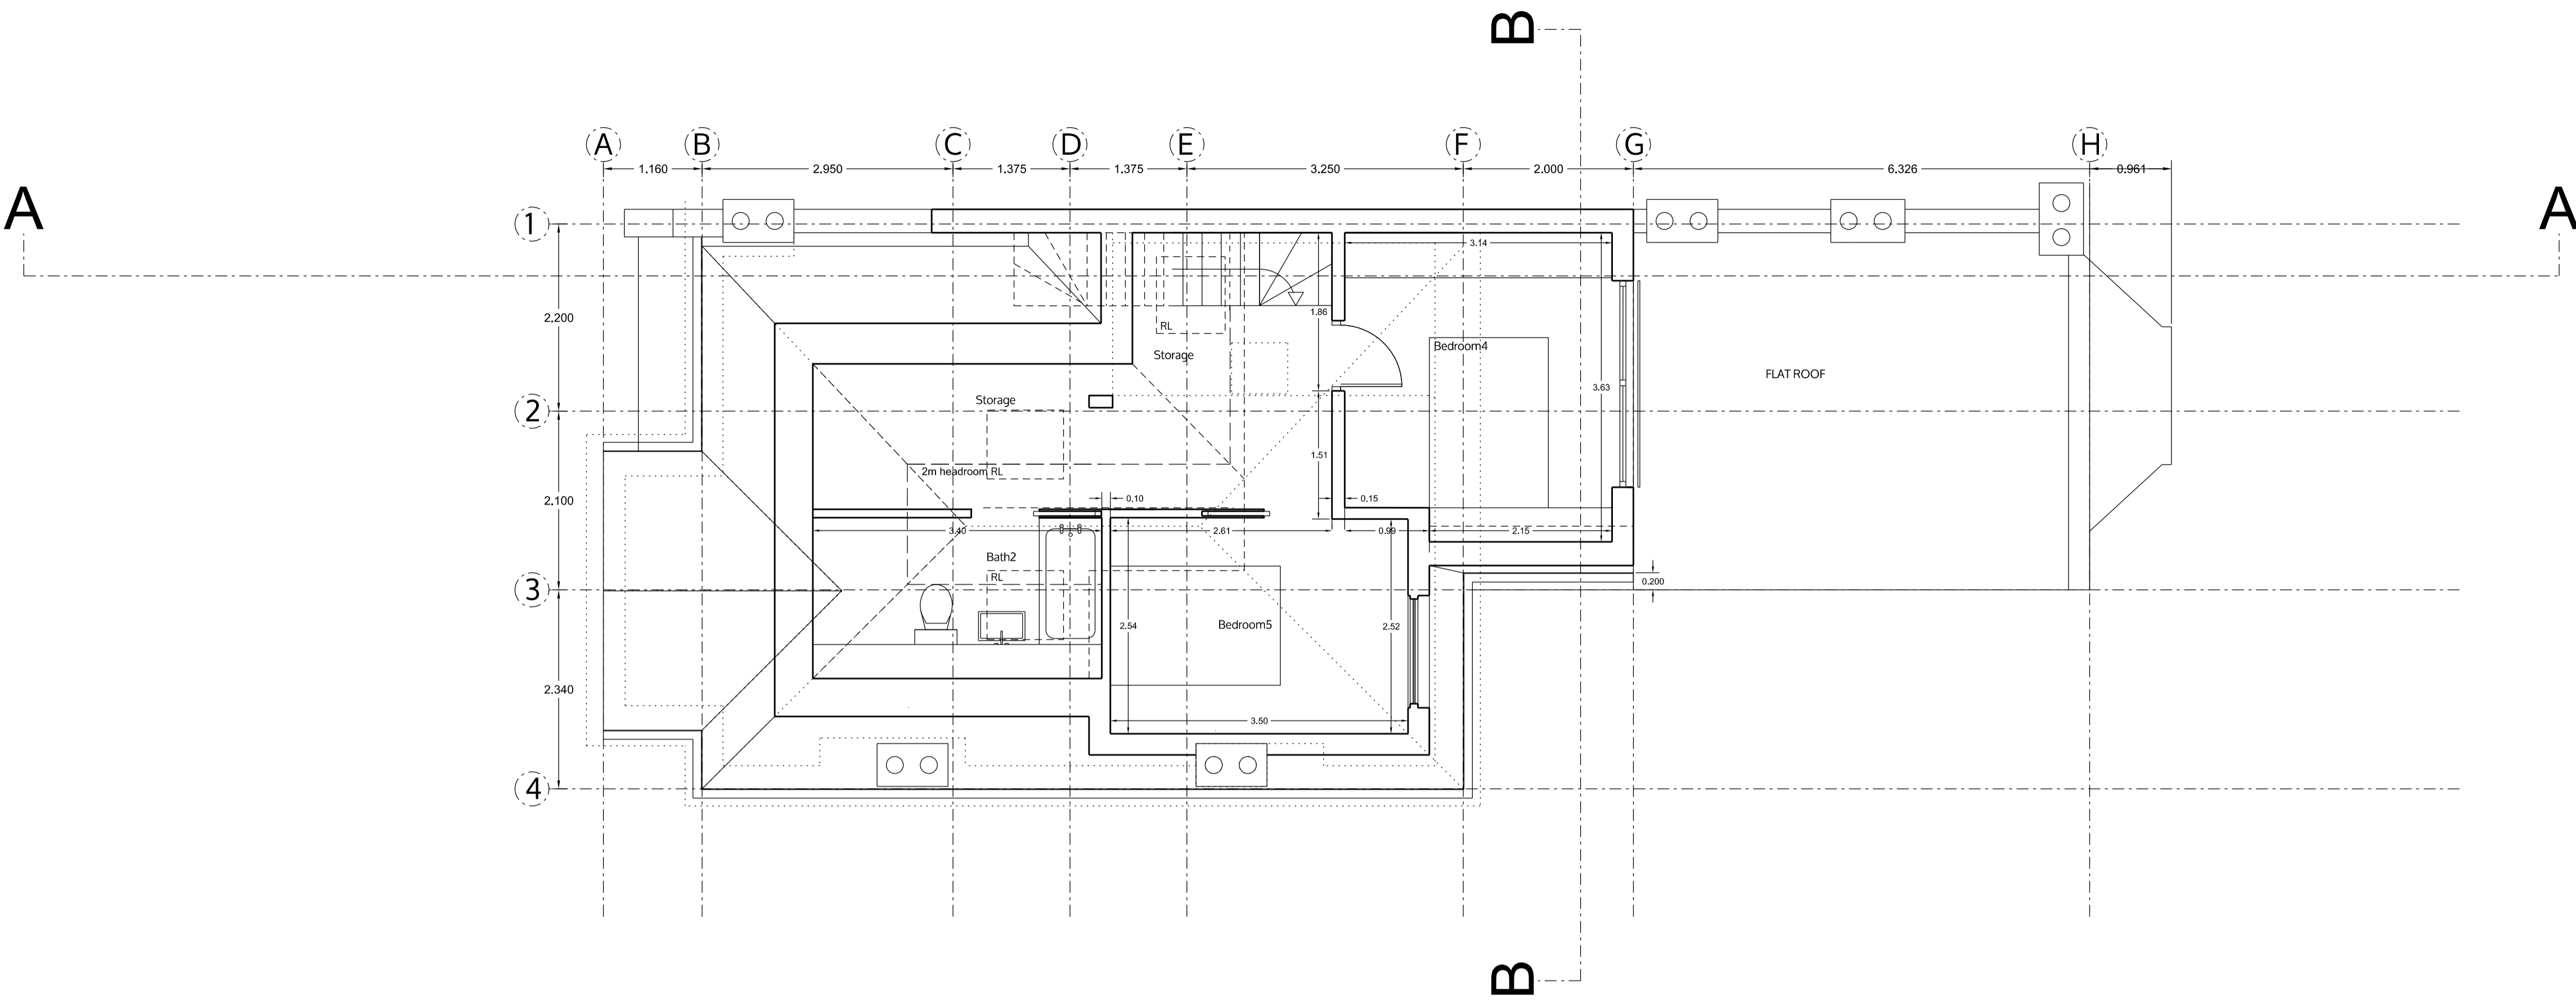 B
A B C D E F G H
1.160 2.950 1.375 1.375 3.250 2.000 6.326 0.961
A
A
1
3.14
2.200
1.86
RL
Storage
Bedroom4
FLAT ROOF
3.63
Storage
2
1.51
2m headroom RL
2.100
0.10
0.15
3.40 2.61 0.99 2.15
Bath2
RL
3
0.200
2.54
Bedroom5
2.52
2.340
3.50
4
B